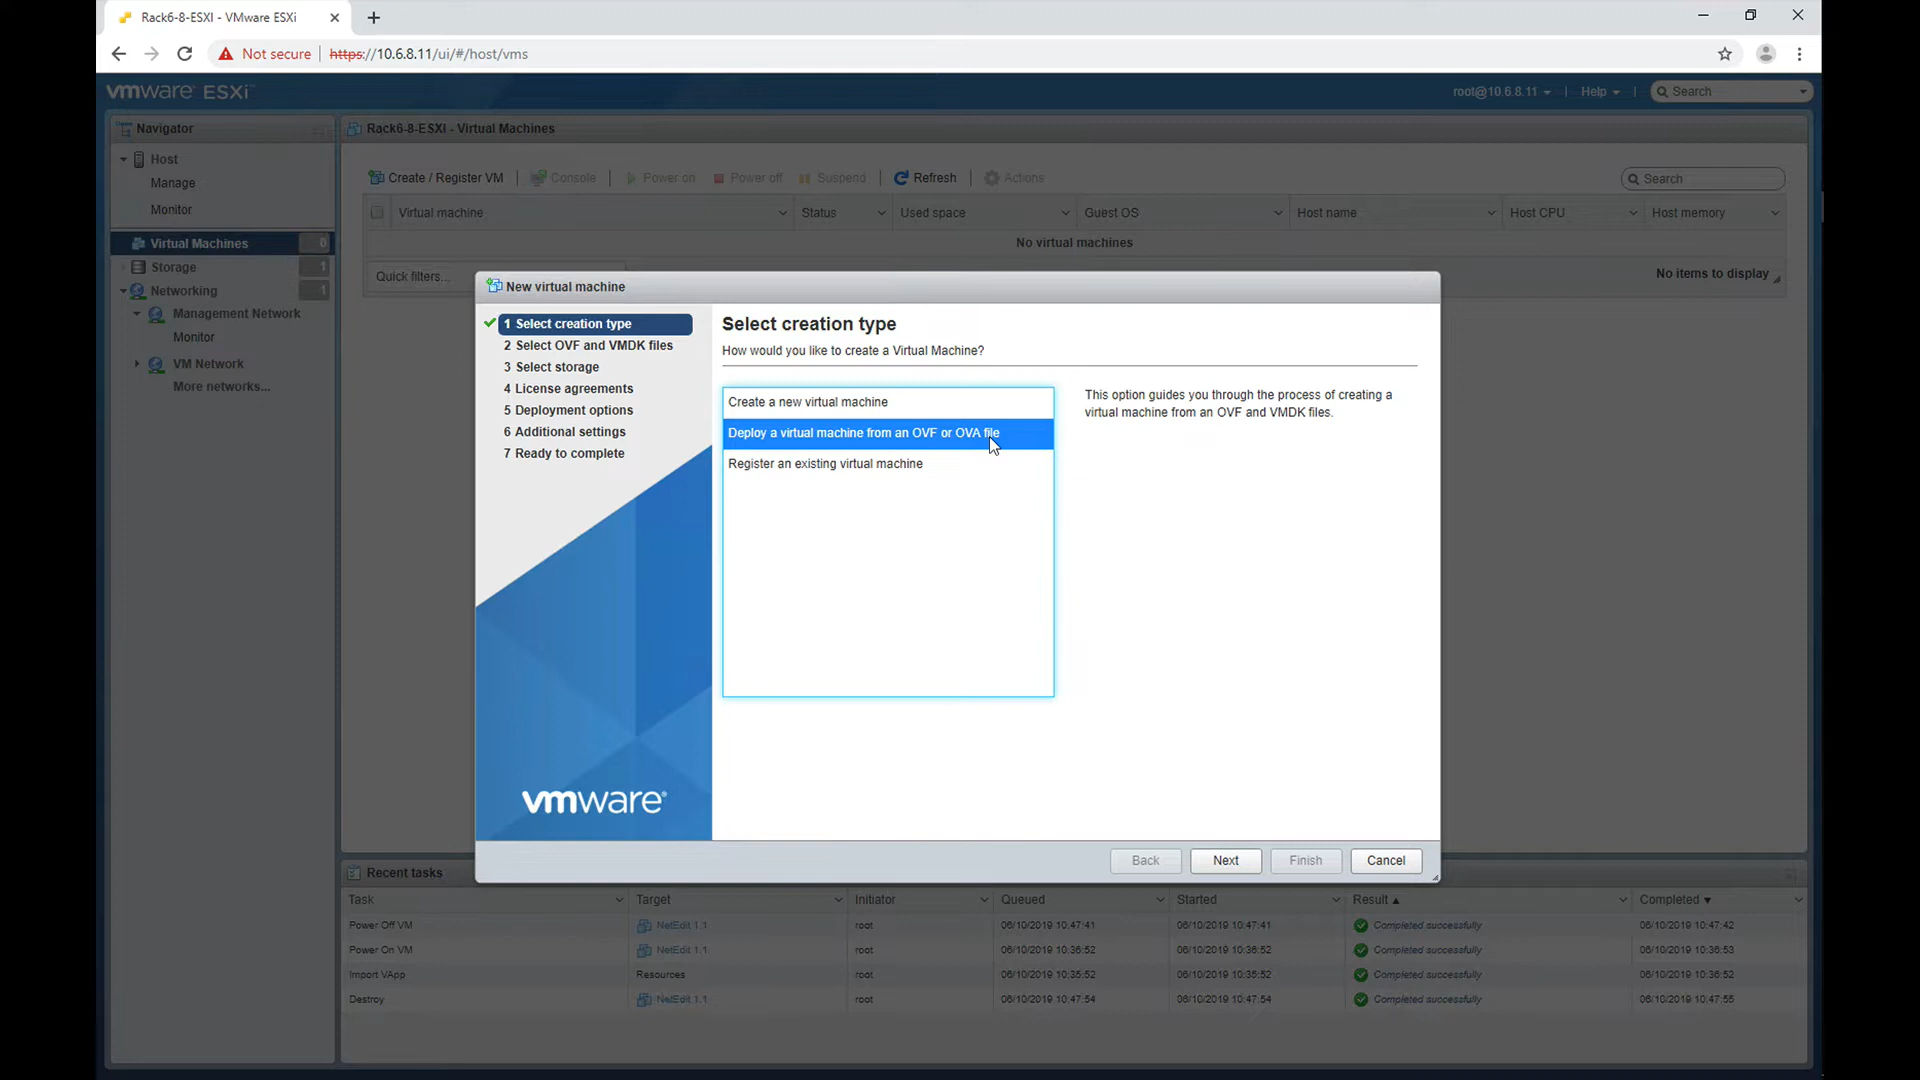 Rack6-8-ESXI - VMware ESXi
Not secure | https://10.6.8.11/ui/#/host/vms
vmware ESXi
root@10.6.8.11 | Help | Search
Navigator
Host
Manage
Monitor
Virtual Machines 0
Storage 1
Networking 1
Management Network
Monitor
VM Network
More networks...
Rack6-8-ESXI - Virtual Machines
Create / Register VM | Console | Power on Power off Suspend | Refresh | Actions
Search
Virtual machine Status Used space Guest OS Host name Host CPU Host memory
No virtual machines
Quick filters...
No items to display
New virtual machine
1 Select creation type
2 Select OVF and VMDK files
3 Select storage
4 License agreements
5 Deployment options
6 Additional settings
7 Ready to complete
vmware
Select creation type
How would you like to create a Virtual Machine?
Create a new virtual machine
Deploy a virtual machine from an OVF or OVA file
Register an existing virtual machine
This option guides you through the process of creating a
virtual machine from an OVF and VMDK files.
Back Next Finish Cancel
Recent tasks
Task Target Initiator Queued Started Result Completed
Power Off VM NetEdit 1.1 root 06/10/2019 10:47:41 06/10/2019 10:47:41 Completed successfully 06/10/2019 10:47:42
Power On VM NetEdit 1.1 root 06/10/2019 10:36:52 06/10/2019 10:36:52 Completed successfully 06/10/2019 10:36:53
Import VApp Resources root 06/10/2019 10:35:52 06/10/2019 10:35:52 Completed successfully 06/10/2019 10:36:52
Destroy NetEdit 1.1 root 06/10/2019 10:47:54 06/10/2019 10:47:54 Completed successfully 06/10/2019 10:47:55